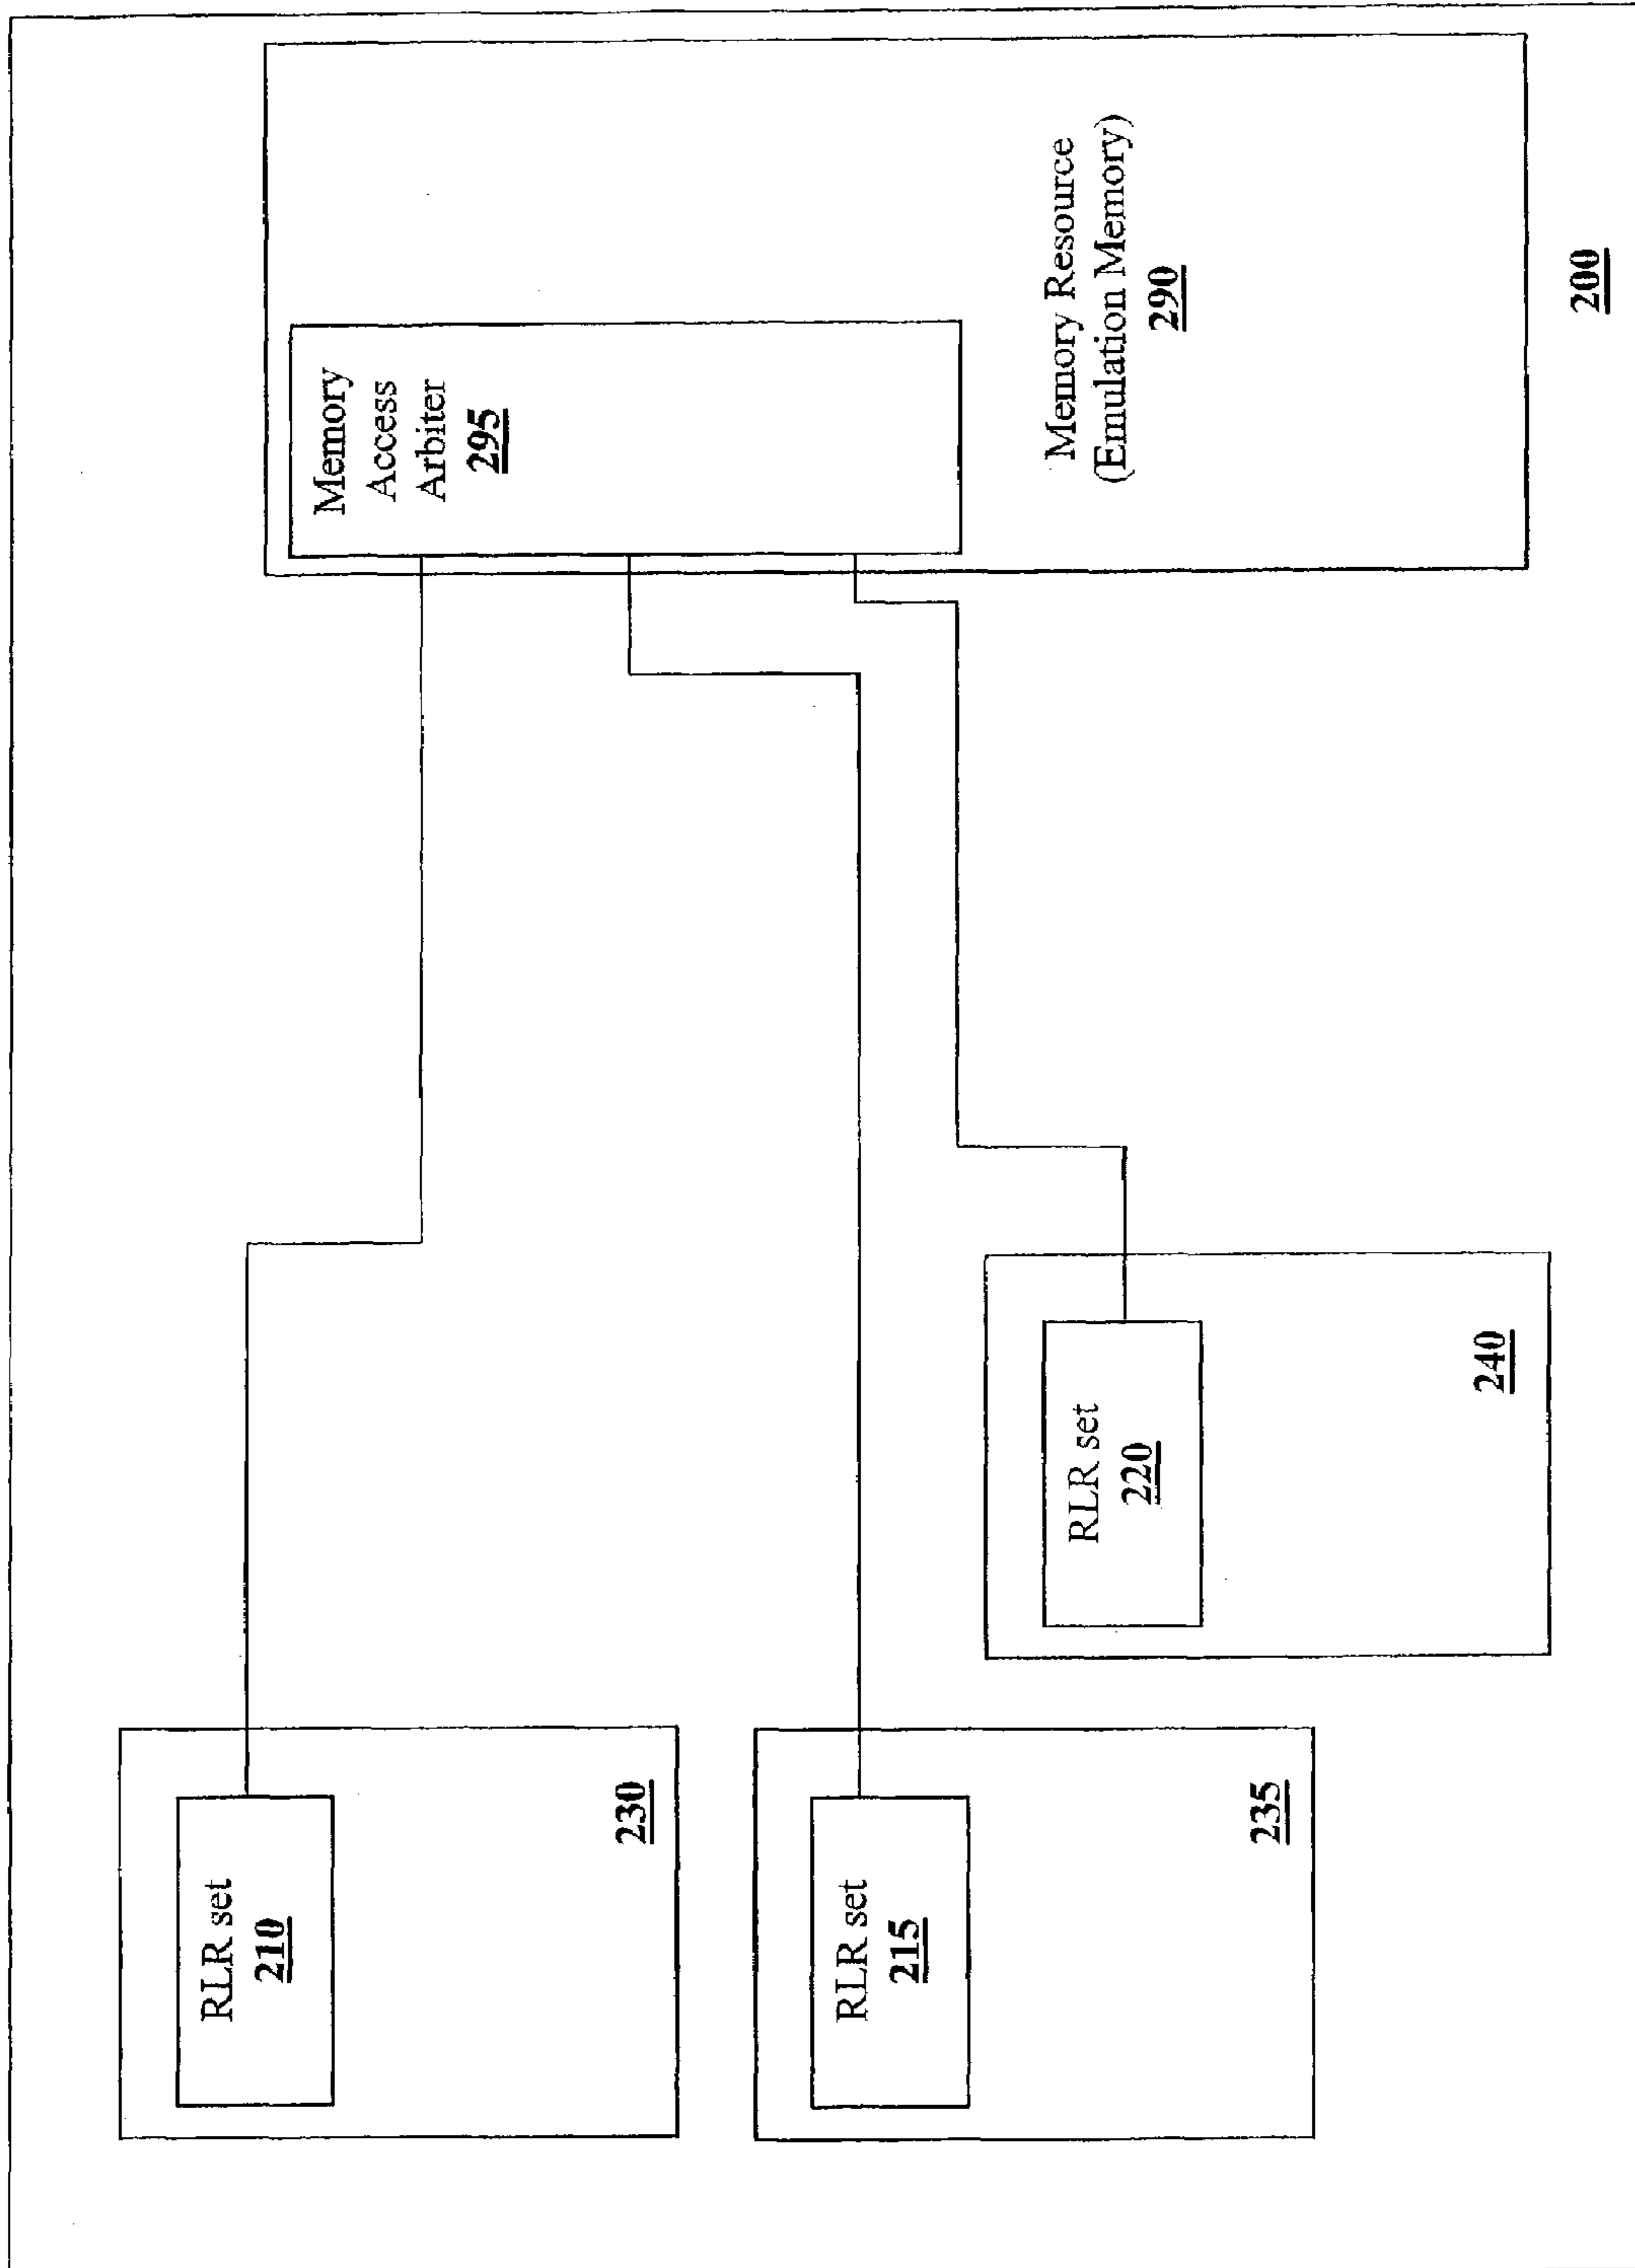 RLR set
210
230
RLR set
215
235
RLR set
220
240
Memory
Access
Arbiter
295
Memory Resource
(Emulation Memory)
290
200